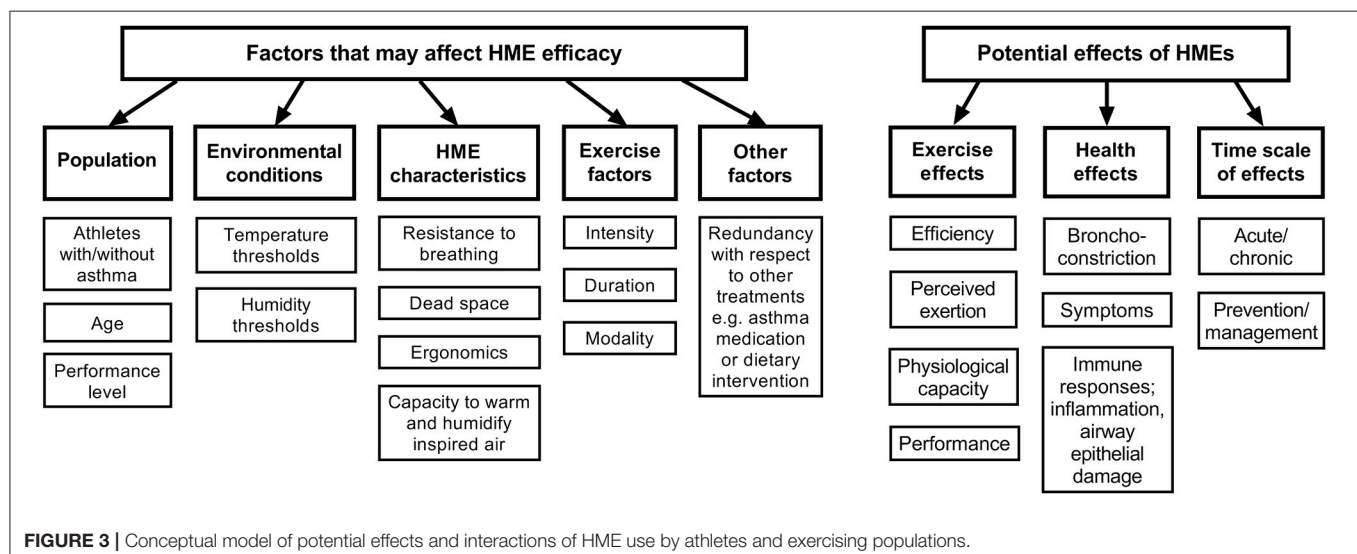 Factors that may affect HME efficacy
Population
Athletes
with/without
asthma
Age
Performance
level
Environmental
conditions
Temperature
thresholds
Humidity
thresholds
HME
characteristics
Resistance to
breathing
Dead space
Ergonomics
Capacity to warm
and humidify
inspired air
Exercise
factors
Intensity
Duration
Modality
Other
factors
Redundancy
with respect
to other
treatments
e.g. asthma
medication
or dietary
intervention
Potential effects of HMEs
Exercise
effects
Efficiency
Perceived
exertion
Physiological
capacity
Performance
Health
effects
Broncho-
constriction
Symptoms
Immune
responses;
inflammation,
airway
epithelial
damage
Time scale
of effects
Acute/
chronic
Prevention/
management
FIGURE 3 | Conceptual model of potential effects and interactions of HME use by athletes and exercising populations.